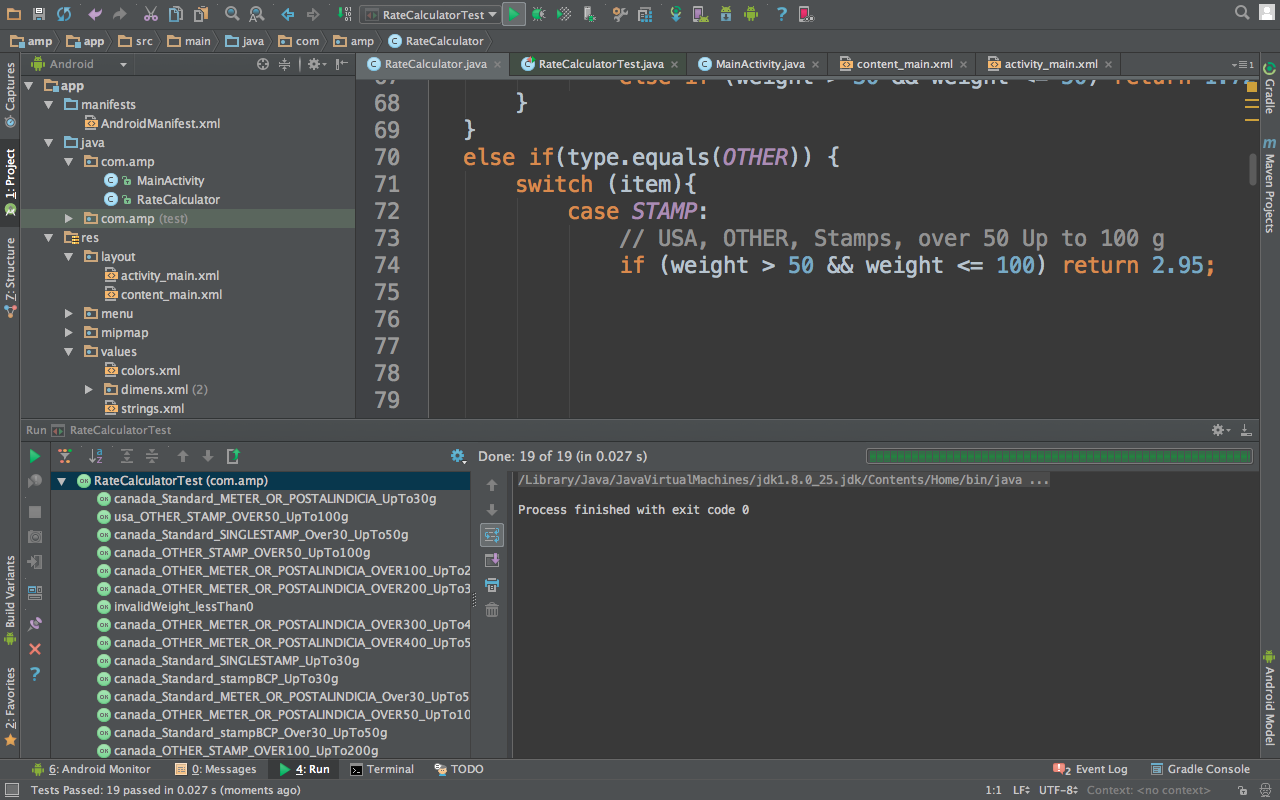 RateCalculatorTest
amp app src main java com amp RateCalculator
Android
RateCalculator.java RateCalculatorTest.java MainActivity.java content_main.xml activity_main.xml
1
Captures
1: Project
7: Structure
Build Variants
2: Favorites
app
manifests
AndroidManifest.xml
java
com.amp
MainActivity
RateCalculator
com.amp (test)
res
layout
activity_main.xml
content_main.xml
menu
mipmap
values
colors.xml
dimens.xml (2)
strings.xml
68 }
69 }
70 else if(type.equals(OTHER)) {
71 switch (item){
72 case STAMP:
73 // USA, OTHER, Stamps, over 50 Up to 100 g
74 if (weight > 50 && weight <= 100) return 2.95;
75
76
77
78
79
Gradle
Maven Projects
Android Model
Run RateCalculatorTest
Done: 19 of 19 (in 0.027 s)
RateCalculatorTest (com.amp)
canada_Standard_METER_OR_POSTALINDICIA_UpTo30g
usa_OTHER_STAMP_OVER50_UpTo100g
canada_Standard_SINGLESTAMP_Over30_UpTo50g
canada_OTHER_STAMP_OVER50_UpTo100g
canada_OTHER_METER_OR_POSTALINDICIA_OVER100_UpTo2
canada_OTHER_METER_OR_POSTALINDICIA_OVER200_UpTo3
invalidWeight_lessThan0
canada_OTHER_METER_OR_POSTALINDICIA_OVER300_UpTo4
canada_OTHER_METER_OR_POSTALINDICIA_OVER400_UpTo5
canada_Standard_SINGLESTAMP_UpTo30g
canada_Standard_stampBCP_UpTo30g
canada_Standard_METER_OR_POSTALINDICIA_Over30_UpTo5
canada_OTHER_METER_OR_POSTALINDICIA_OVER50_UpTo10
canada_Standard_stampBCP_Over30_UpTo50g
canada_OTHER_STAMP_OVER100_UpTo200g
/Library/Java/JavaVirtualMachines/jdk1.8.0_25.jdk/Contents/Home/bin/java ...
Process finished with exit code 0
6: Android Monitor 0: Messages 4: Run Terminal TODO 2 Event Log Gradle Console
Tests Passed: 19 passed in 0.027 s (moments ago) 1:1 LF UTF-8 Context: <no context>